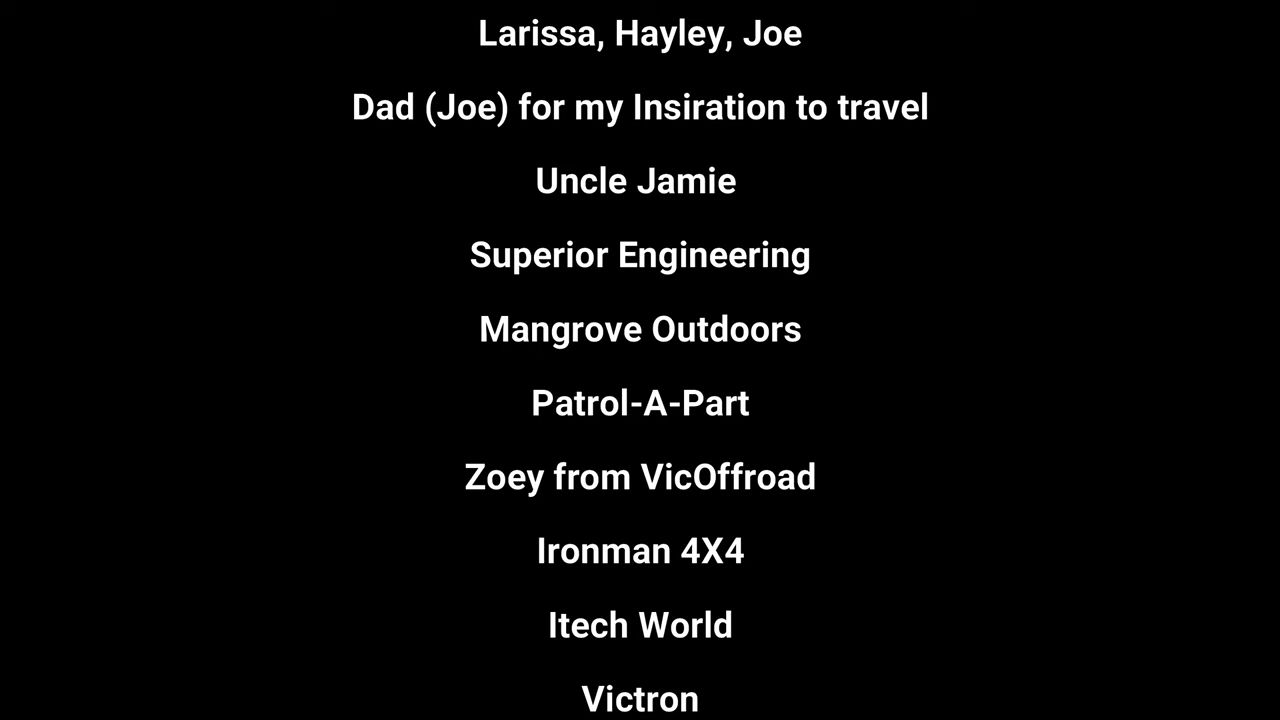 Larissa, Hayley, Joe
Dad (Joe) for my Insiration to travel
Uncle Jamie
Superior Engineering
Mangrove Outdoors
Patrol-A-Part
Zoey from VicOffroad
Ironman 4X4
Itech World
Victron